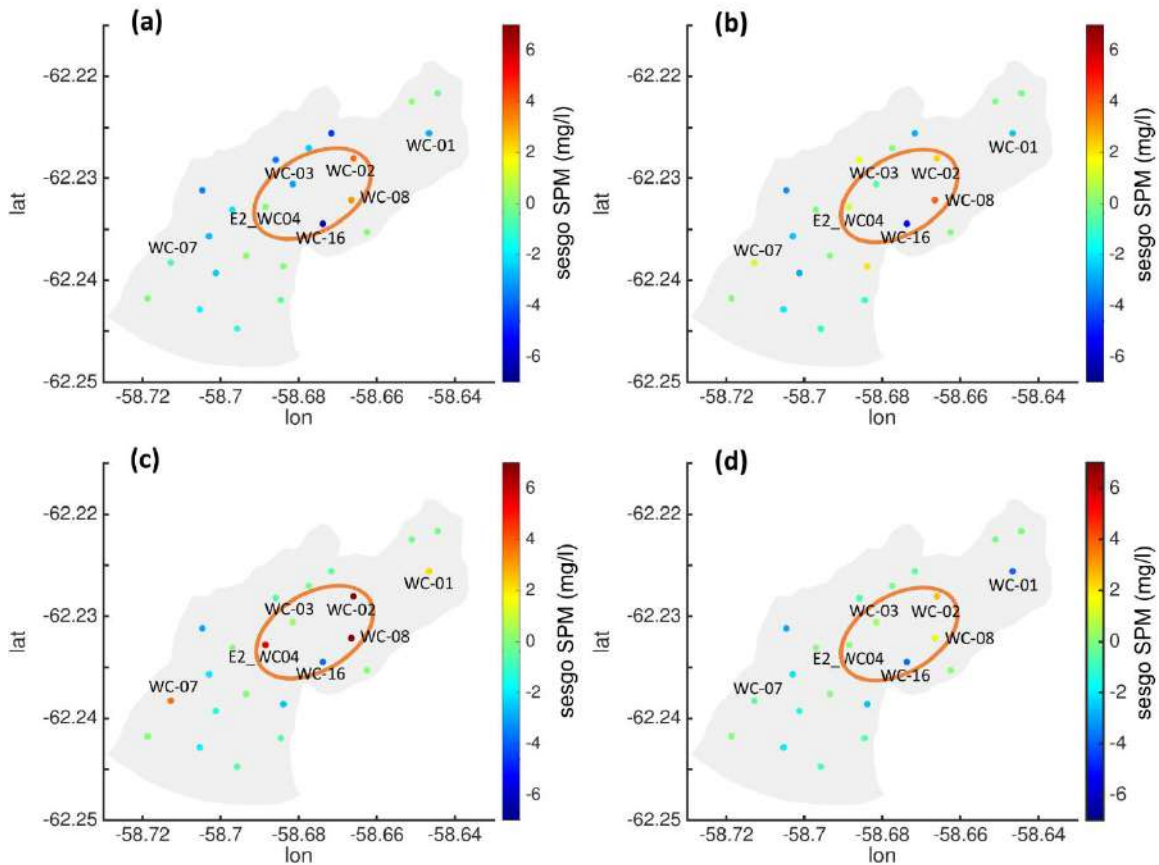 (a)
6
4
2
0
-2
-4
-6
sesgo SPM (mg/l)
-62.22
-62.23
-62.24
-62.25
lat
WC-01
WC-03
WC-02
WC-08
E2_WC04
WC-16
WC-07
-58.72 -58.7 -58.68 -58.66 -58.64
lon
(b)
6
4
2
0
-2
-4
-6
sesgo SPM (mg/l)
-62.22
-62.23
-62.24
-62.25
lat
WC-01
WC-03
WC-02
WC-08
E2_WC04
WC-16
WC-07
-58.72 -58.7 -58.68 -58.66 -58.64
lon
(c)
6
4
2
0
-2
-4
-6
sesgo SPM (mg/l)
-62.22
-62.23
-62.24
-62.25
lat
WC-01
WC-03
WC-02
WC-08
E2_WC04
WC-16
WC-07
-58.72 -58.7 -58.68 -58.66 -58.64
lon
(d)
6
4
2
0
-2
-4
-6
sesgo SPM (mg/l)
-62.22
-62.23
-62.24
-62.25
lat
WC-01
WC-03
WC-02
WC-08
E2_WC04
WC-16
WC-07
-58.72 -58.7 -58.68 -58.66 -58.64
lon